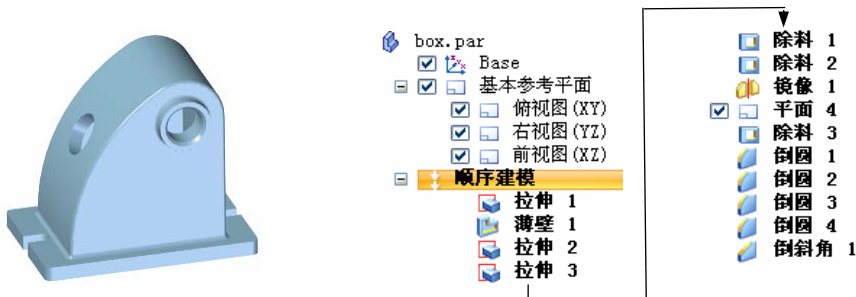 box.par
Base
基本参考平面
俯视图(XY)
右视图(YZ)
前视图(XZ)
顺序建模
拉伸 1
薄壁 1
拉伸 2
拉伸 3
除料 1
除料 2
镜像 1
平面 4
除料 3
倒圆 1
倒圆 2
倒圆 3
倒圆 4
倒斜角 1